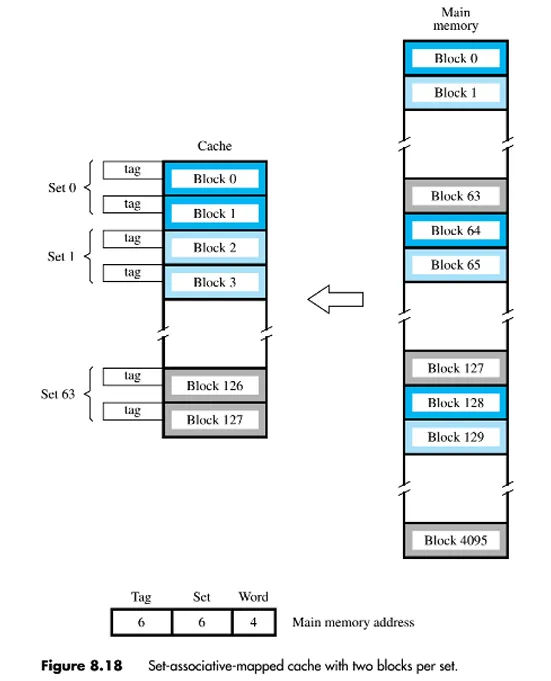 Main
memory
Block 0
Block 1
Cache
tag
Block 0
Set 0
tag
Block 1
tag
Block 2
Set 1
tag
Block 3
Block 63
Block 64
Block 65
tag
Block 126
Set 63
tag
Block 127
Block 127
Block 128
Block 129
Block 4095
Tag Set Word
6 6 4 Main memory address
Figure 8.18 Set-associative-mapped cache with two blocks per set.